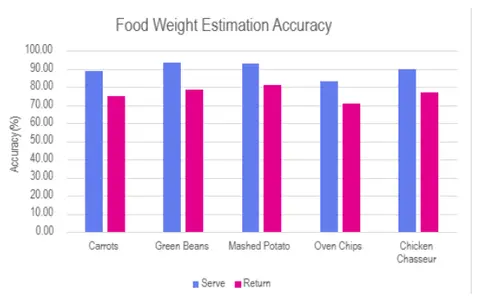 Food Weight Estimation Accuracy
100.00
90.00
80.00
70.00
60.00
50.00
40.00
30.00
20.00
10.00
0.00
Accuracy(%)
Carrots
Green Beans
Mashed Potato
Oven Chips
Chicken
Chasseur
Serve
Return